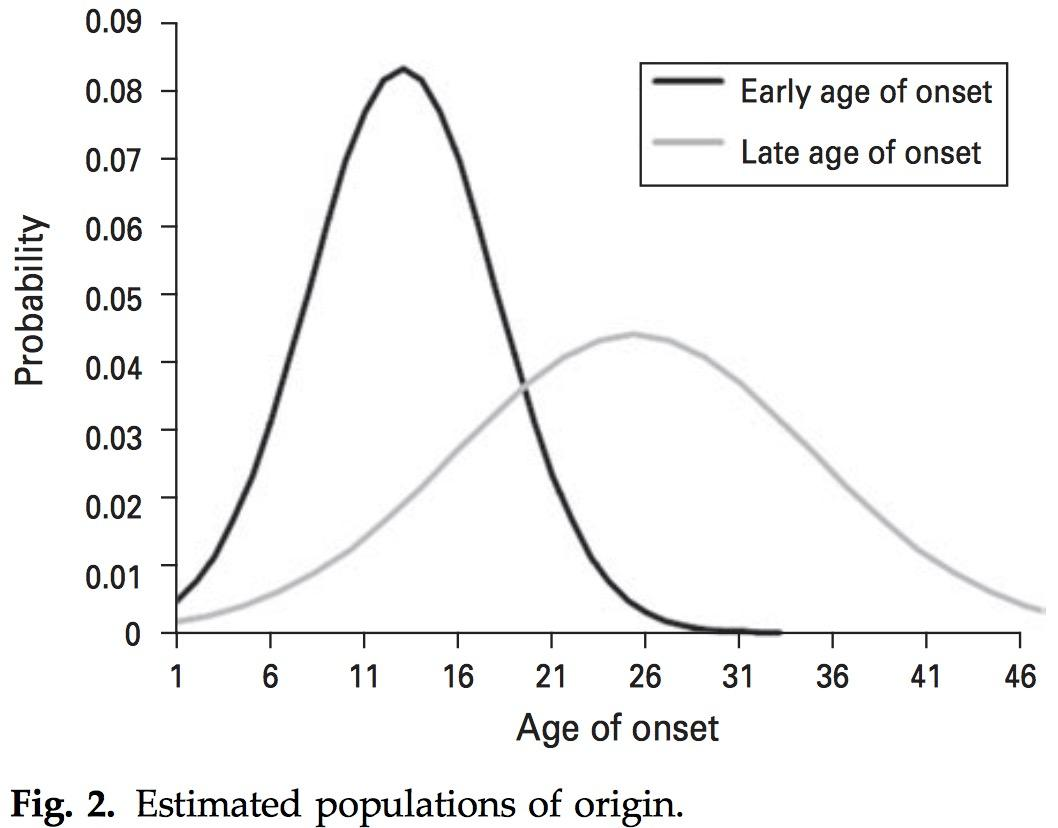 0.09
0.08
0.07
0.06
0.05
0.04
0.03
0.02
0.01
0
Probability
Early age of onset
Late age of onset
1 6 11 16 21 26 31 36 41 46
Age of onset
Fig. 2. Estimated populations of origin.